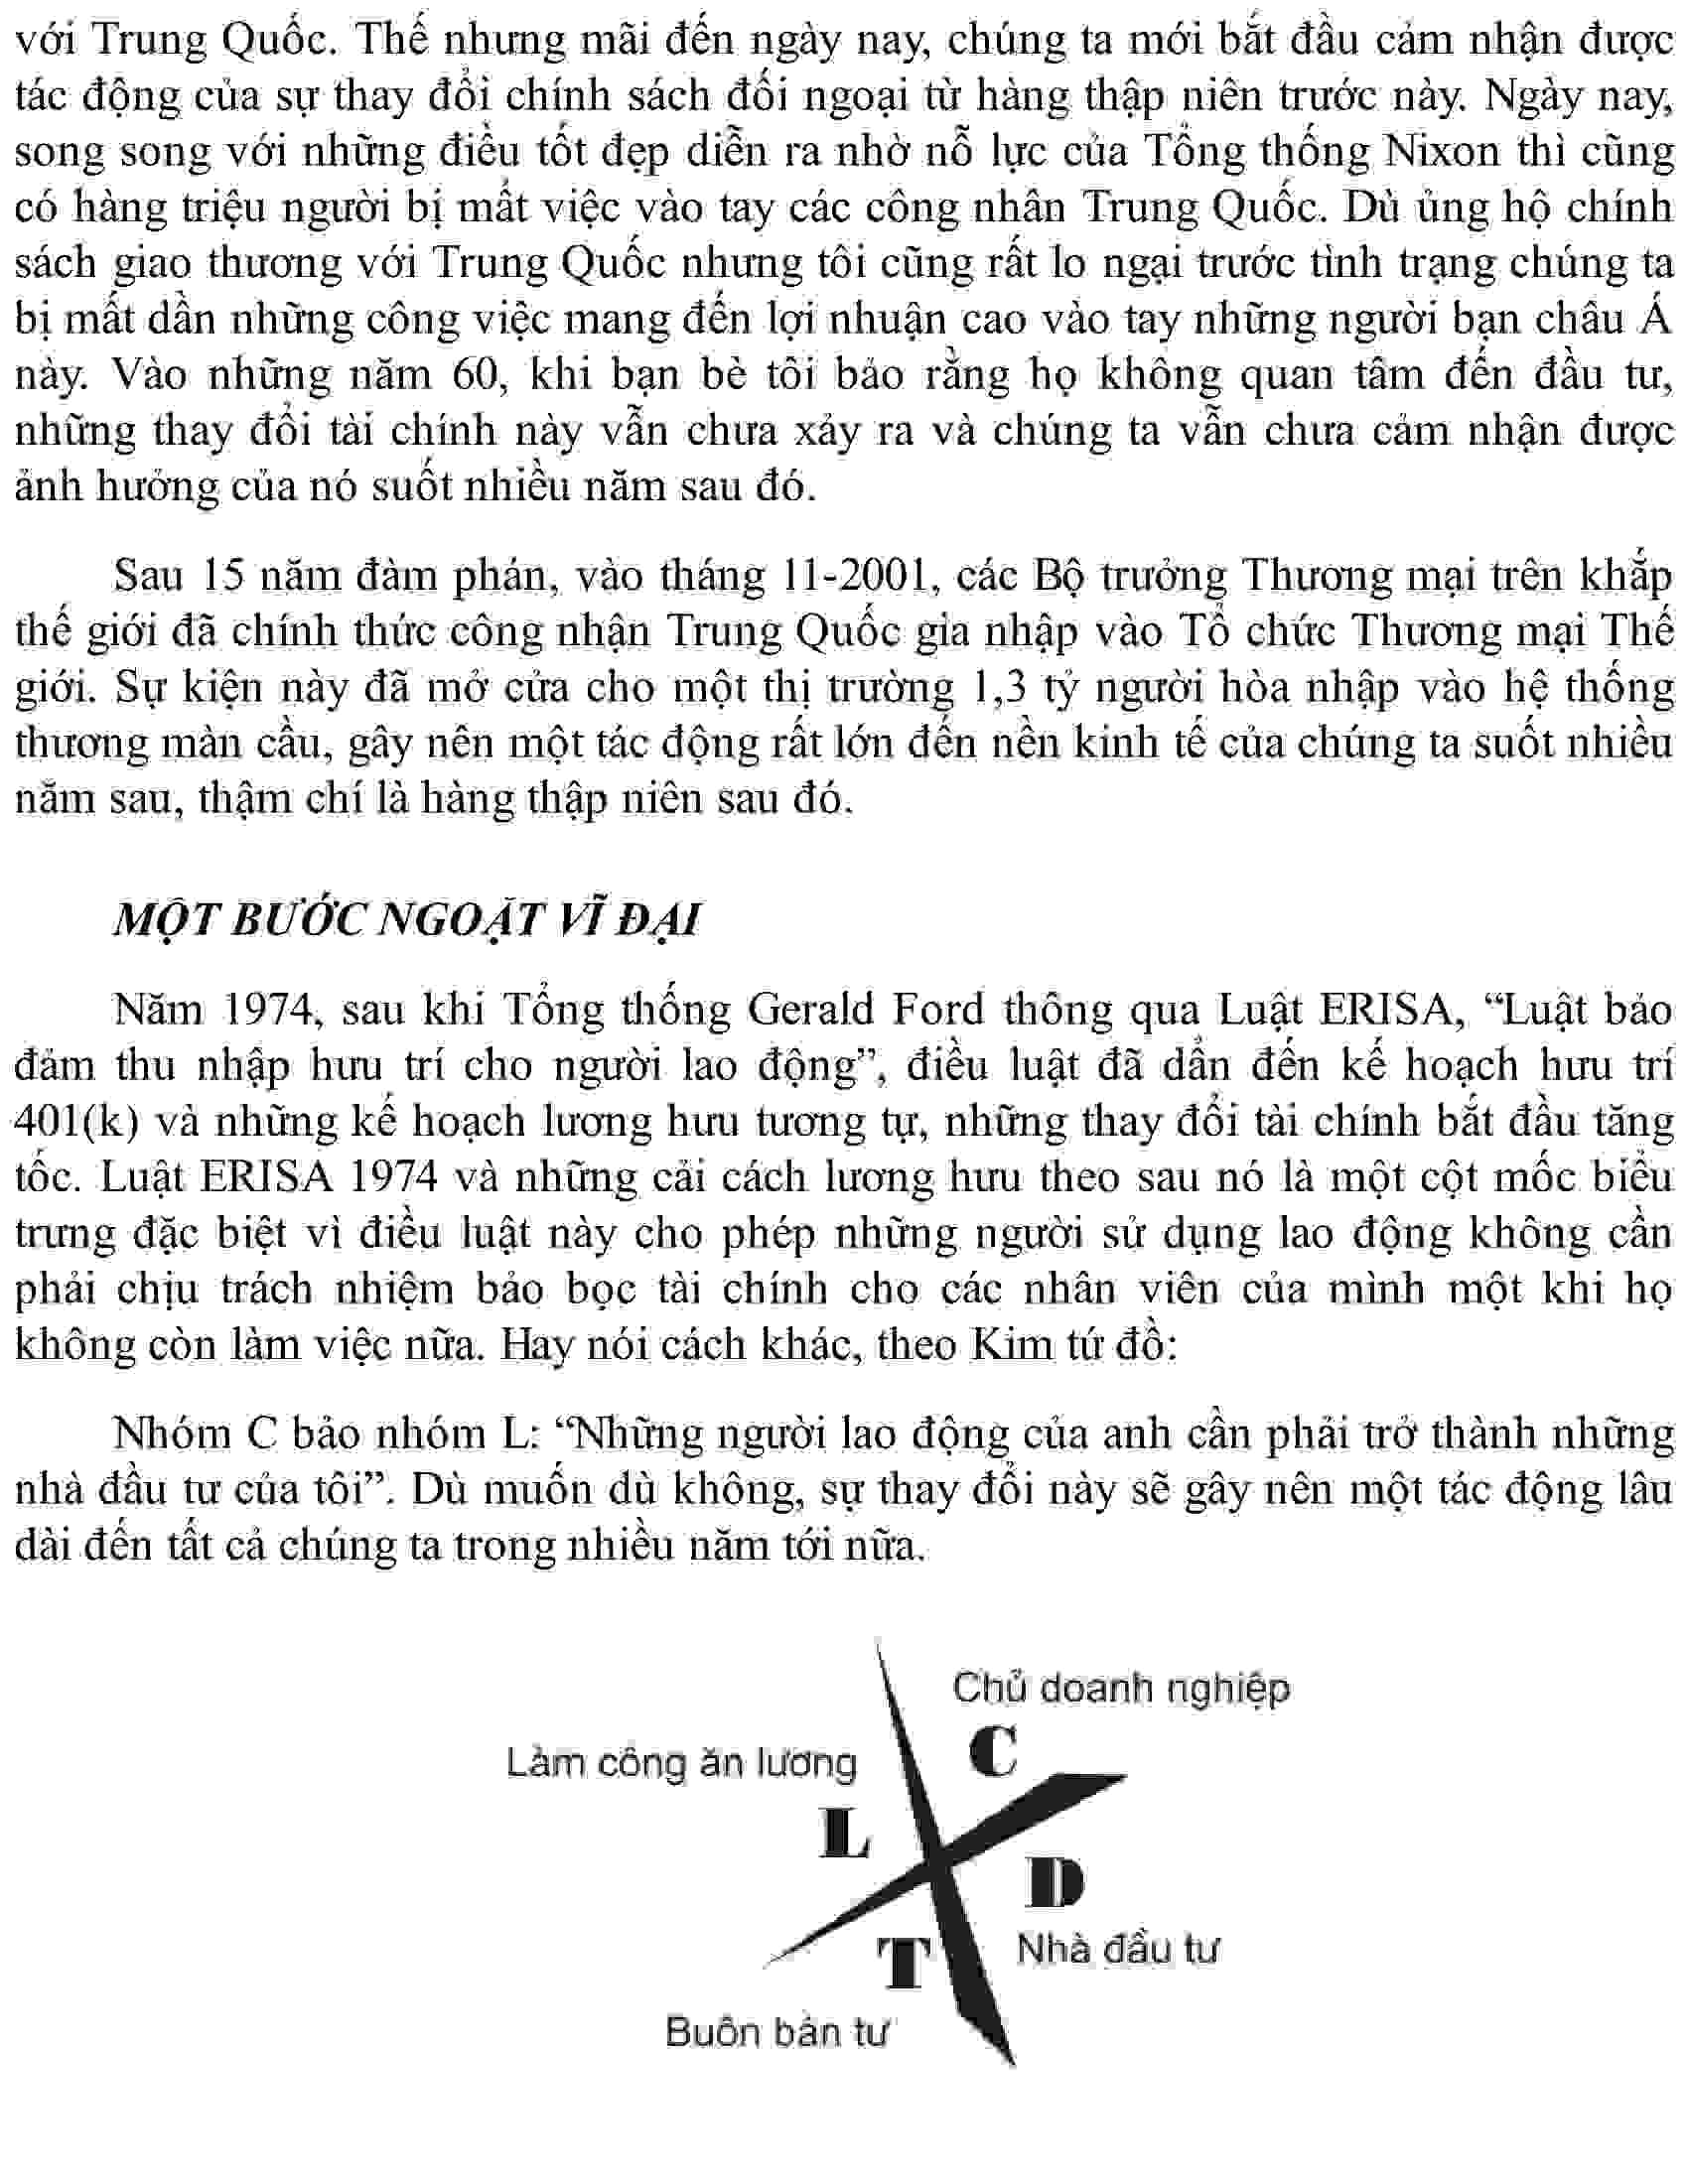 với Trung Quốc. Thế nhưng mãi đến ngày nay, chúng ta mới bắt đầu cảm nhận được
tác động của sự thay đổi chính sách đối ngoại từ hàng thập niên trước này. Ngày nay,
song song với những điều tốt đẹp diễn ra nhờ nỗ lực của Tổng thống Nixon thì cũng
có hàng triệu người bị mất việc vào tay các công nhân Trung Quốc. Dù ủng hộ chính
sách giao thương với Trung Quốc nhưng tôi cũng rất lo ngại trước tình trạng chúng ta
bị mất dần những công việc mang đến lợi nhuận cao vào tay những người bạn châu Á
này. Vào những năm 60, khi bạn bè tôi bảo rằng họ không quan tâm đến đầu tư,
những thay đổi tài chính này vẫn chưa xảy ra và chúng ta vẫn chưa cảm nhận được
ảnh hưởng của nó suốt nhiều năm sau đó.
Sau 15 năm đàm phán, vào tháng 11-2001, các Bộ trưởng Thương mại trên khắp
thế giới đã chính thức công nhận Trung Quốc gia nhập vào Tổ chức Thương mại Thế
giới. Sự kiện này đã mở cửa cho một thị trường 1,3 tỷ người hòa nhập vào hệ thống
thương màn cầu, gây nên một tác động rất lớn đến nền kinh tế của chúng ta suốt nhiều
năm sau, thậm chí là hàng thập niên sau đó.
MỘT BƯỚC NGOẶT VĨ ĐẠI
Năm 1974, sau khi Tổng thống Gerald Ford thông qua Luật ERISA, “Luật bảo
đảm thu nhập hưu trí cho người lao động”, điều luật đã dẫn đến kế hoạch hưu trí
401(k) và những kế hoạch lương hưu tương tự, những thay đổi tài chính bắt đầu tăng
tốc. Luật ERISA 1974 và những cải cách lương hưu theo sau nó là một cột mốc biểu
trưng đặc biệt vì điều luật này cho phép những người sử dụng lao động không cần
phải chịu trách nhiệm bảo bọc tài chính cho các nhân viên của mình một khi họ
không còn làm việc nữa. Hay nói cách khác, theo Kim tứ đồ:
Nhóm C bảo nhóm L: “Những người lao động của anh cần phải trở thành những
nhà đầu tư của tôi”. Dù muốn dù không, sự thay đổi này sẽ gây nên một tác động lâu
dài đến tất cả chúng ta trong nhiều năm tới nữa.
Chủ doanh nghiệp
C
Làm công ăn lương
L
D
Nhà đầu tư
T
Buôn bán tư